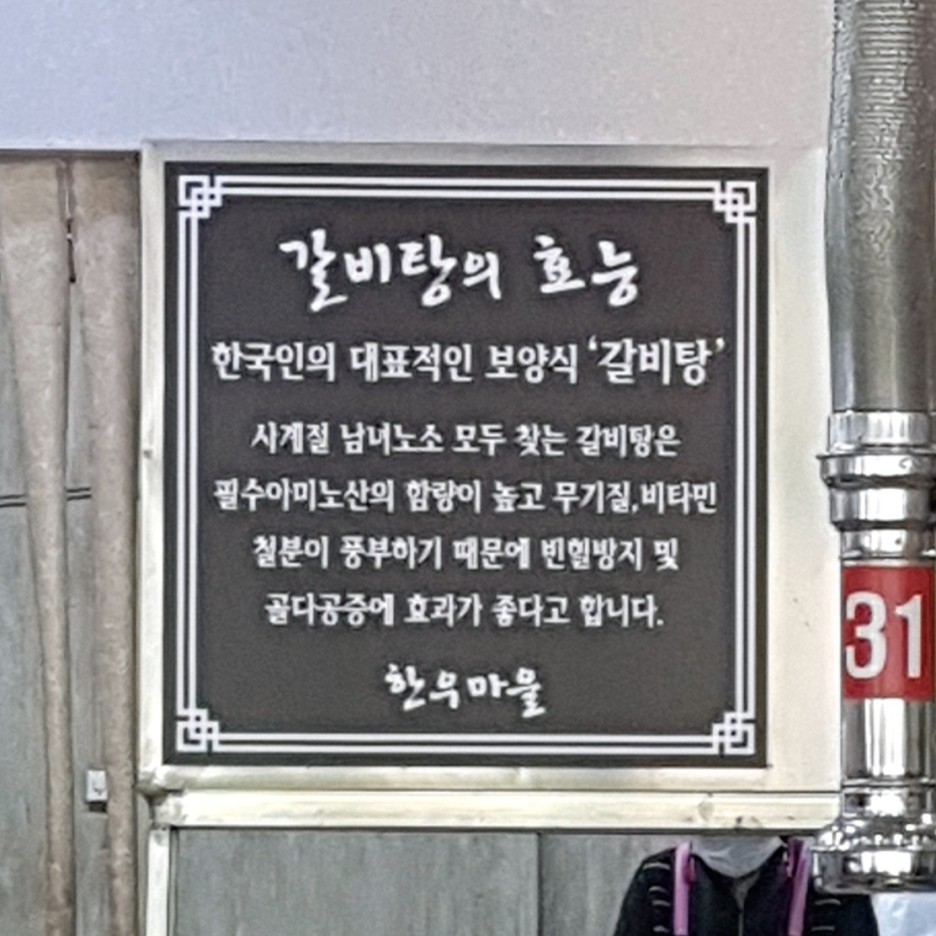 갈비탕의 효능
한국인의 대표적인 보양식 '갈비탕'
사계절 남녀노소 모두 찾는 갈비탕은
필수아미노산의 함량이 높고 무기질,비타민
철분이 풍부하기 때문에 빈혈방지 및
골다공증에 효과가 좋다고 합니다.
한우마을
31